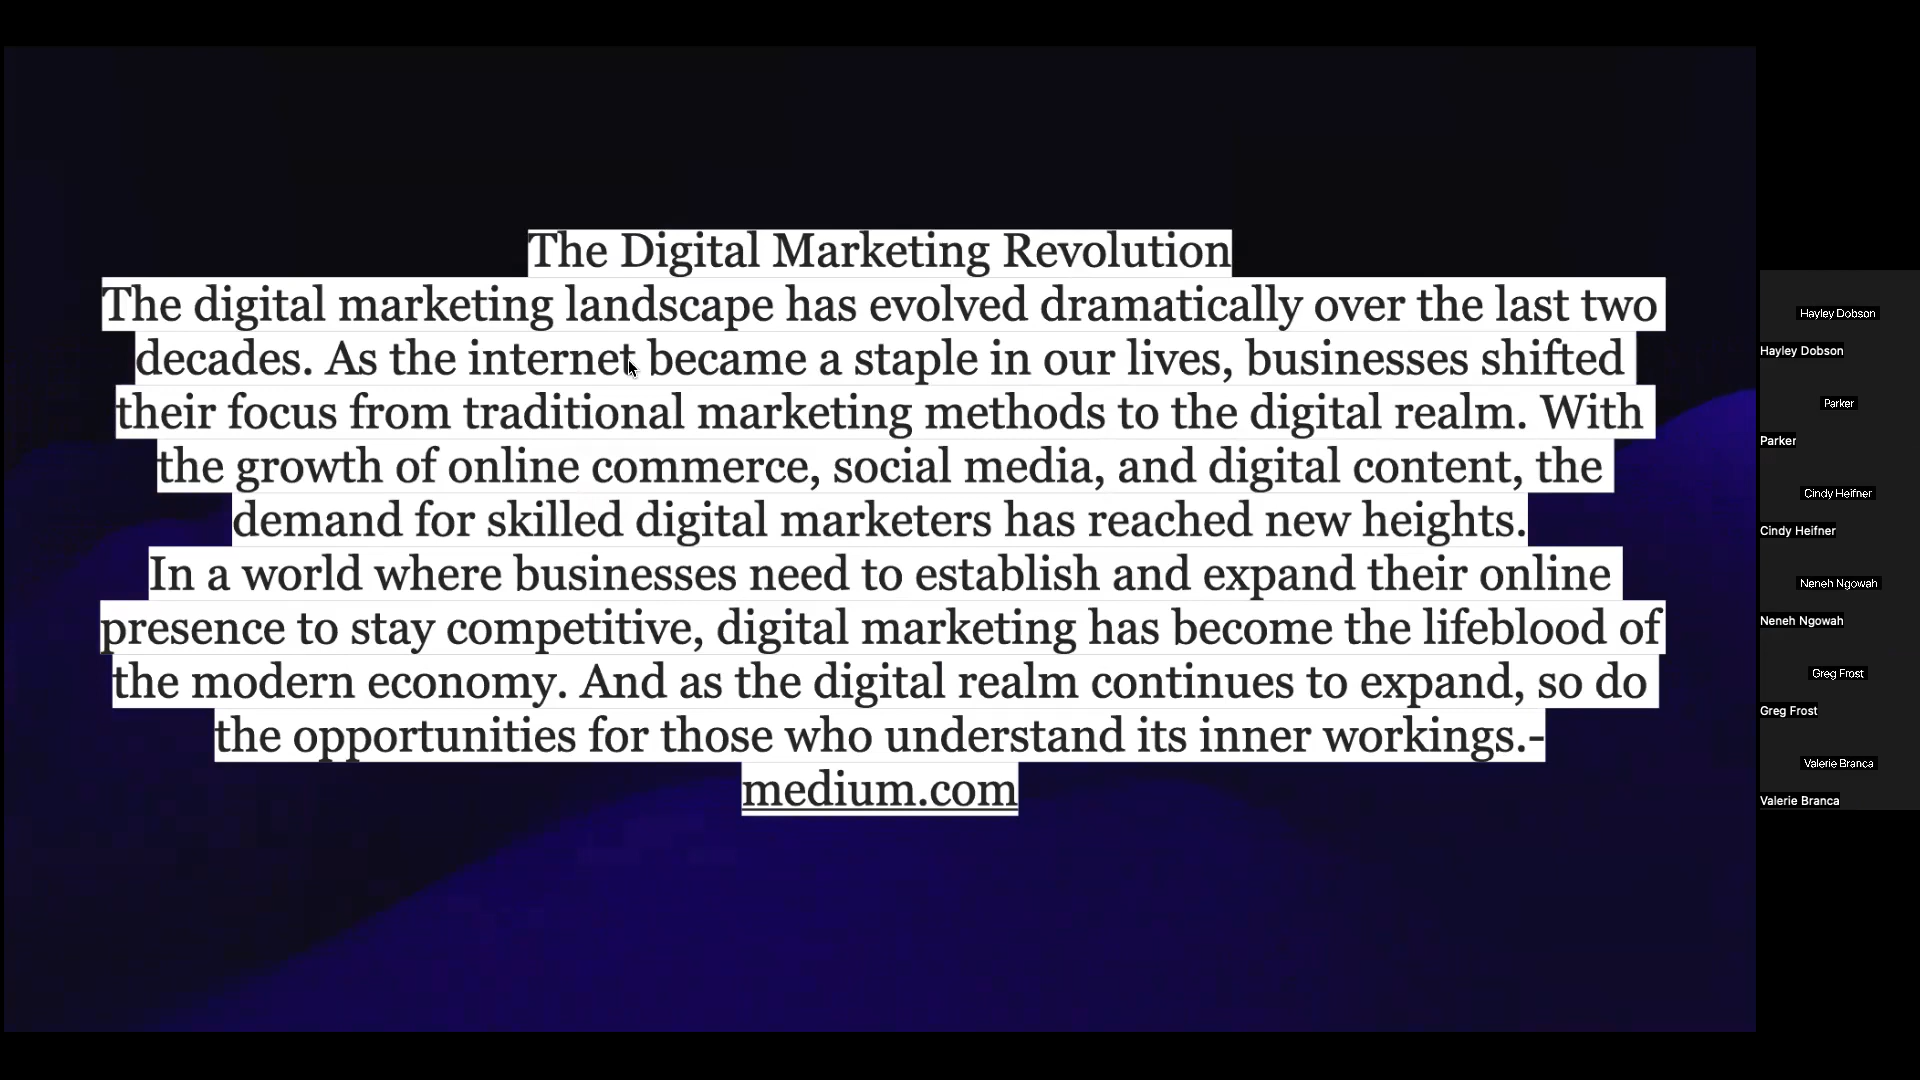 The Digital Marketing Revolution
The digital marketing landscape has evolved dramatically over the last two
decades. As the internet became a staple in our lives, businesses shifted
their focus from traditional marketing methods to the digital realm. With
the growth of online commerce, social media, and digital content, the
demand for skilled digital marketers has reached new heights.
In a world where businesses need to establish and expand their online
presence to stay competitive, digital marketing has become the lifeblood of
the modern economy. And as the digital realm continues to expand, so do
the opportunities for those who understand its inner workings.-
medium.com
Hayley Dobson
Hayley Dobson
Parker
Parker
Cindy Heifner
Cindy Heifner
Neneh Ngowah
Neneh Ngowah
Greg Frost
Greg Frost
Valerie Branca
Valerie Branca